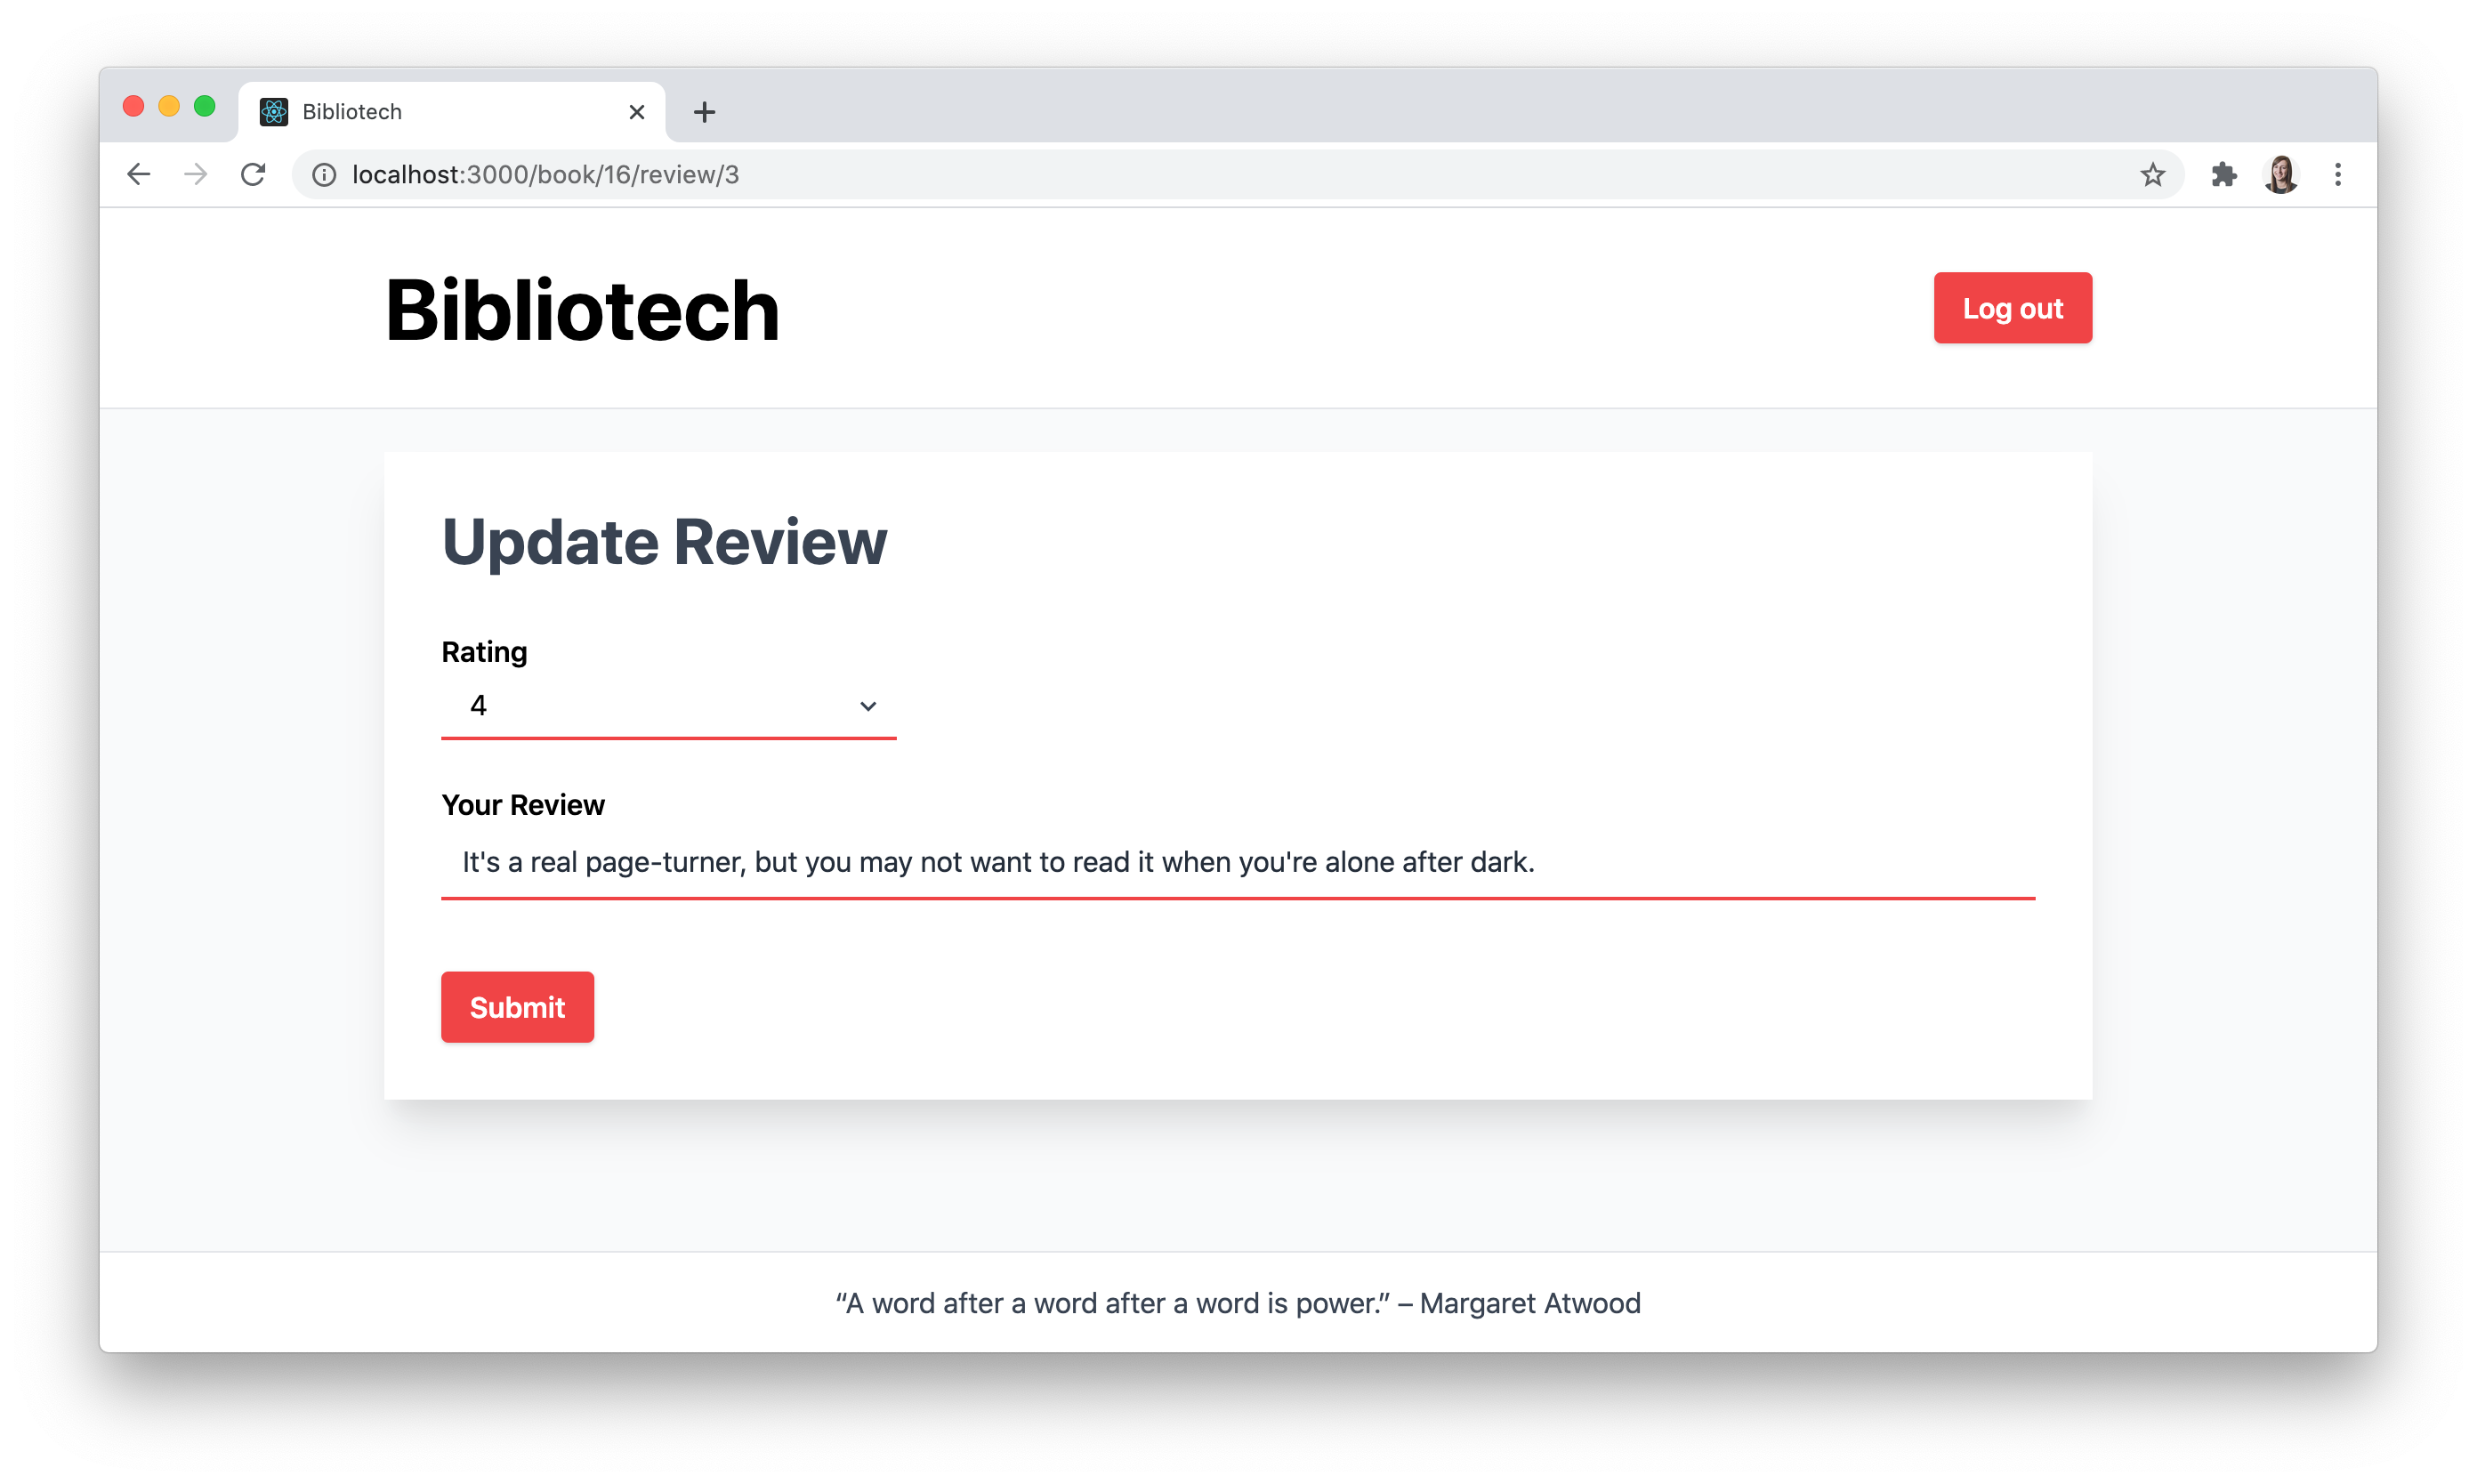 Bibliotech
localhost:3000/book/16/review/3
Bibliotech
Log out
Update Review
Rating
4
Your Review
It's a real page-turner, but you may not want to read it when you're alone after dark.
Submit
“A word after a word after a word is power.” – Margaret Atwood